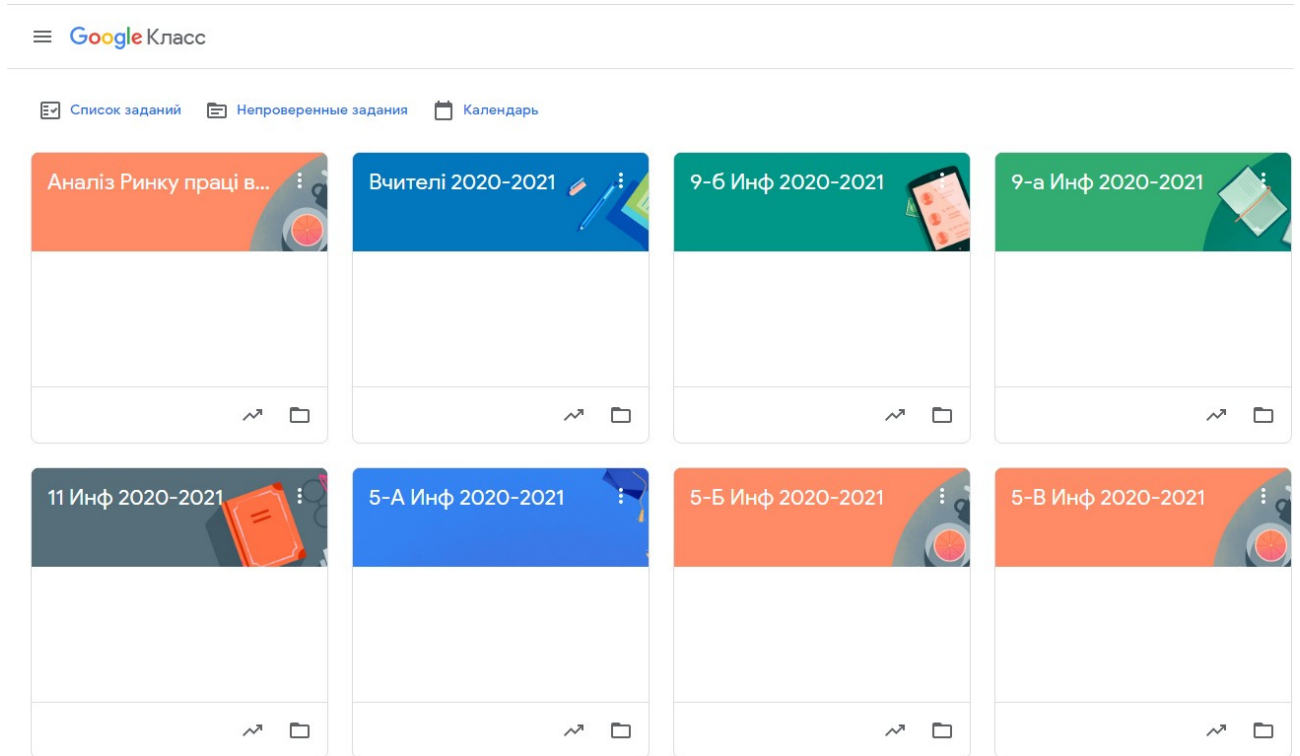 Google Класс
Список заданий Непроверенные задания Календарь
Аналіз Ринку праці в...
Вчителі 2020-2021
9-б Инф 2020-2021
9-а Инф 2020-2021
11 Инф 2020-2021
5-А Инф 2020-2021
5-Б Инф 2020-2021
5-В Инф 2020-2021